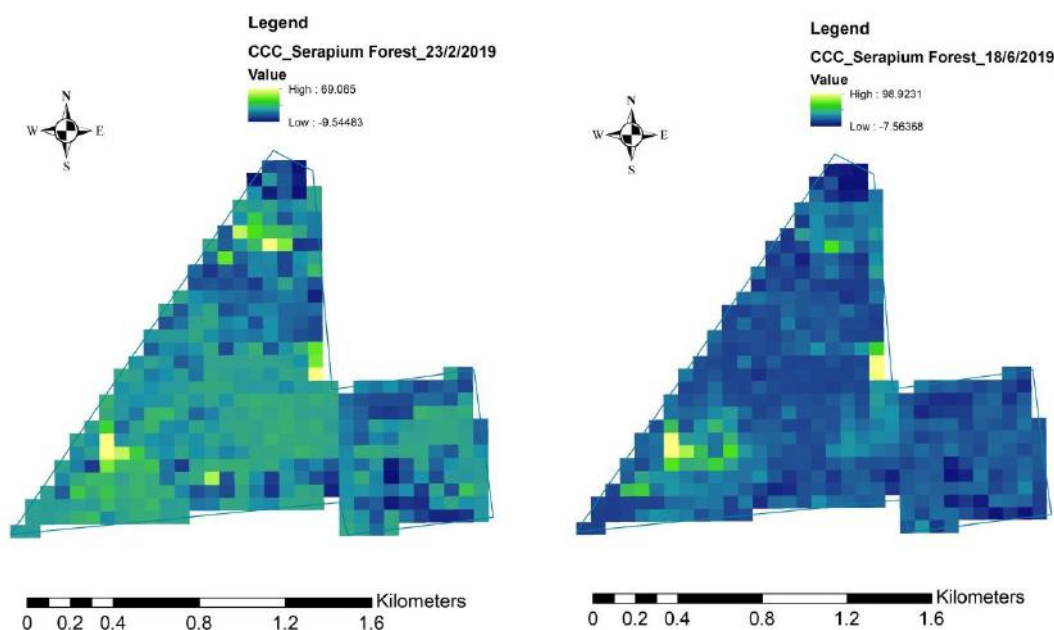 Legend
CCC_Serapium Forest_23/2/2019
Value
High : 69.065
Low : -9.54483
N
W E
S
Kilometers
0 0.2 0.4 0.8 1.2 1.6
Legend
CCC_Serapium Forest_18/6/2019
Value
High : 98.9231
Low : -7.56368
N
W E
S
Kilometers
0 0.2 0.4 0.8 1.2 1.6